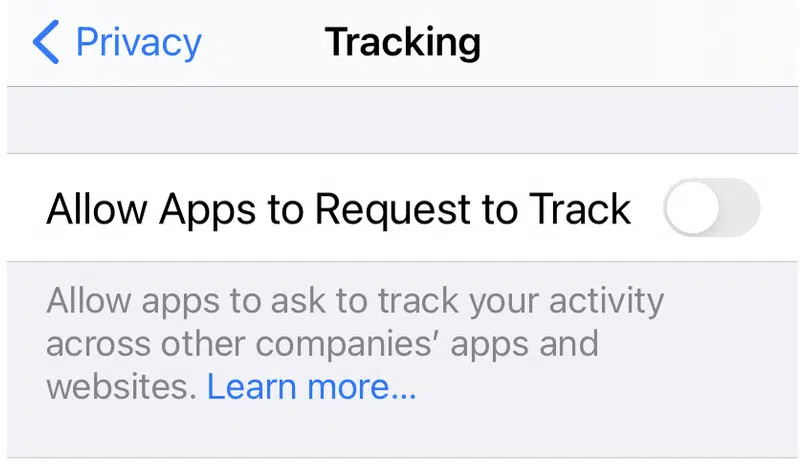 Privacy Tracking
Allow Apps to Request to Track
Allow apps to ask to track your activity
across other companies’ apps and
websites. Learn more...